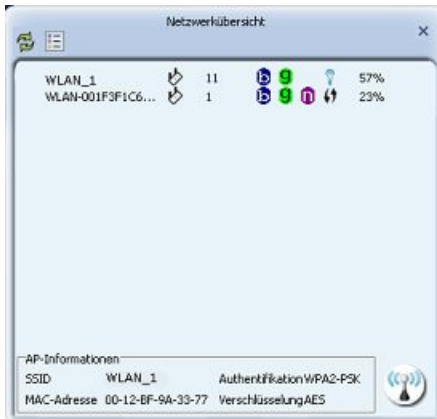 Netzwerkübersicht
WLAN_1 11 b g 57%
WLAN-001F3F1C6... 1 b g n 23%
AP-Informationen
SSID WLAN_1 Authentifikation WPA2-PSK
MAC-Adresse 00-12-BF-9A-33-77 Verschlüsselung AES